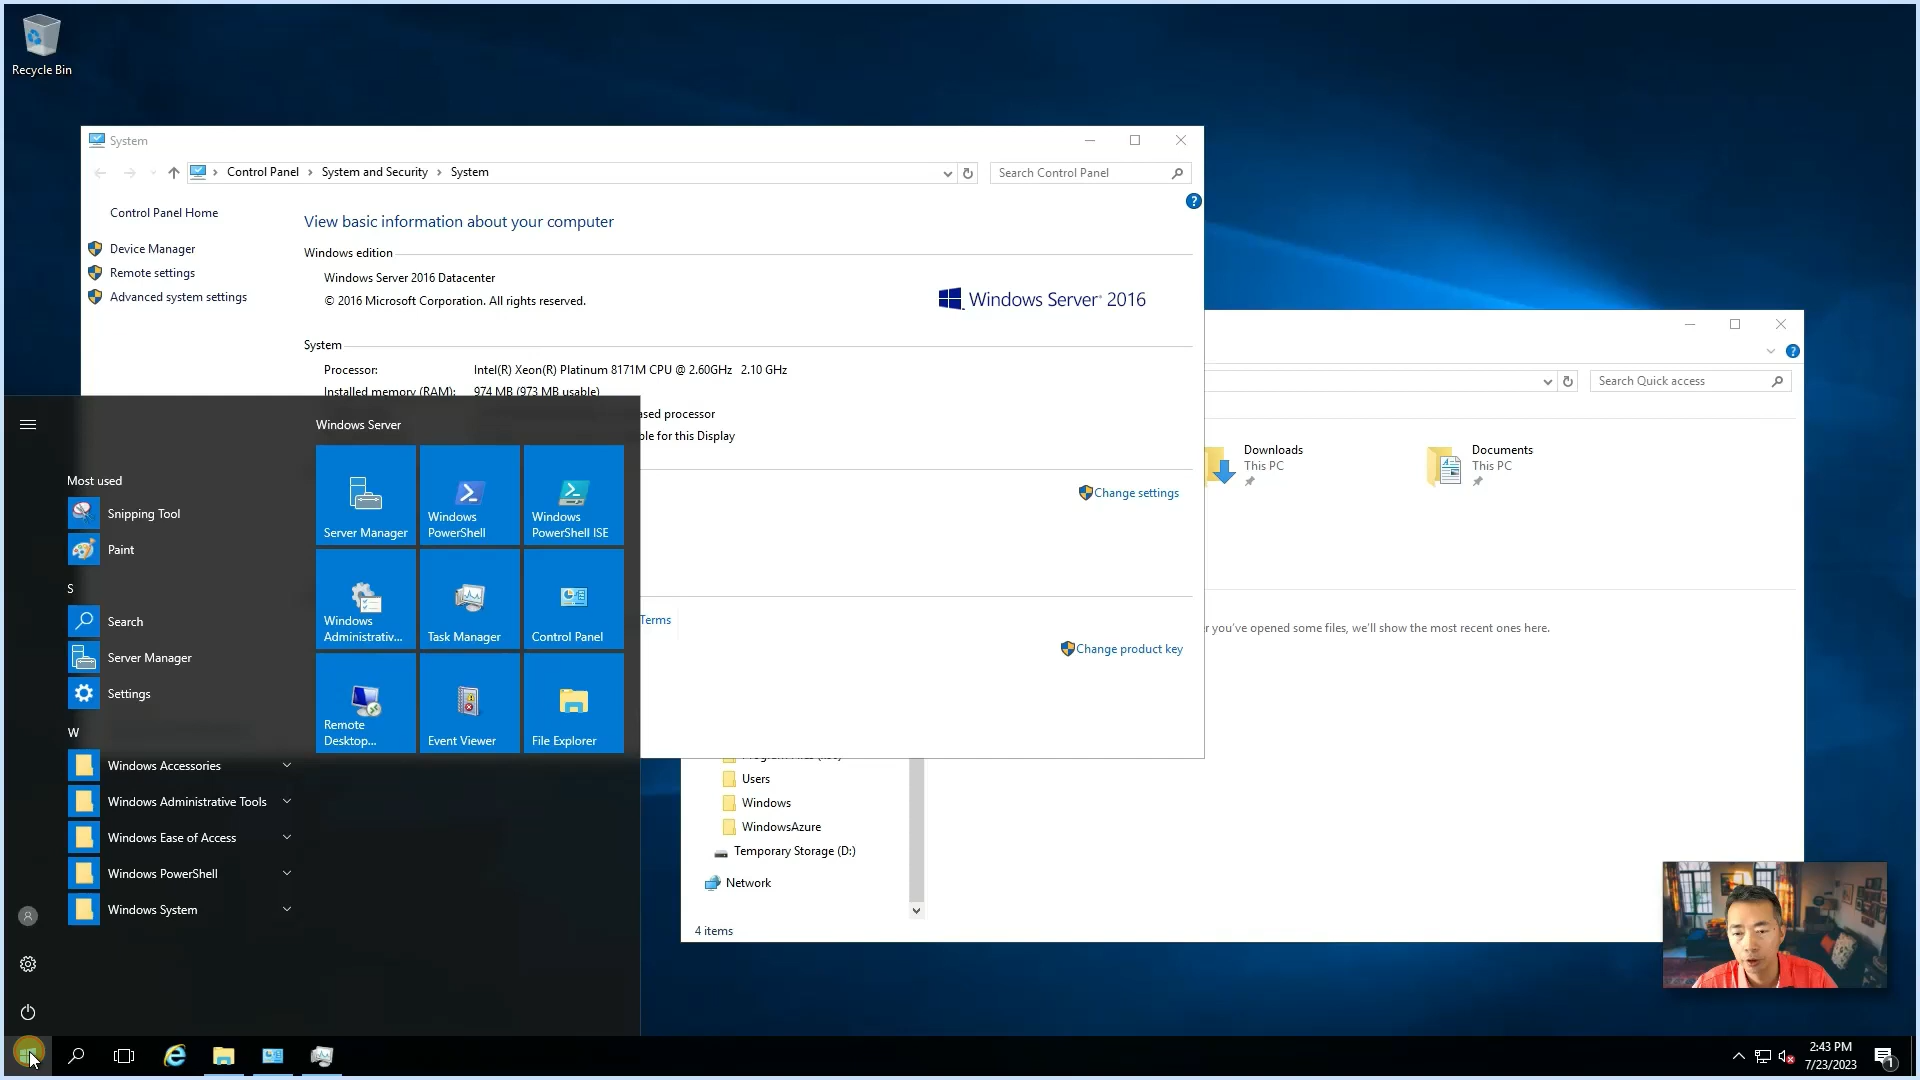 Recycle Bin
System
Control Panel > System and Security > System
Search Control Panel
Control Panel Home
Device Manager
Remote settings
Advanced system settings
View basic information about your computer
Windows edition
Windows Server 2016 Datacenter
© 2016 Microsoft Corporation. All rights reserved.
Windows Server® 2016
System
Processor: Intel(R) Xeon(R) Platinum 8171M CPU @ 2.60GHz 2.10 GHz
Installed memory (RAM): 974 MB (973 MB usable)
ased processor
ble for this Display
Change settings
Terms
Change product key
Search Quick access
Downloads
This PC
Documents
This PC
r you've opened some files, we'll show the most recent ones here.
Users
Windows
WindowsAzure
Temporary Storage (D:)
Network
4 items
Most used
Snipping Tool
Paint
S
Search
Server Manager
Settings
W
Windows Accessories
Windows Administrative Tools
Windows Ease of Access
Windows PowerShell
Windows System
Windows Server
Server Manager
Windows PowerShell
Windows PowerShell ISE
Windows Administrativ...
Task Manager
Control Panel
Remote Desktop...
Event Viewer
File Explorer
2:43 PM
7/23/2023
1